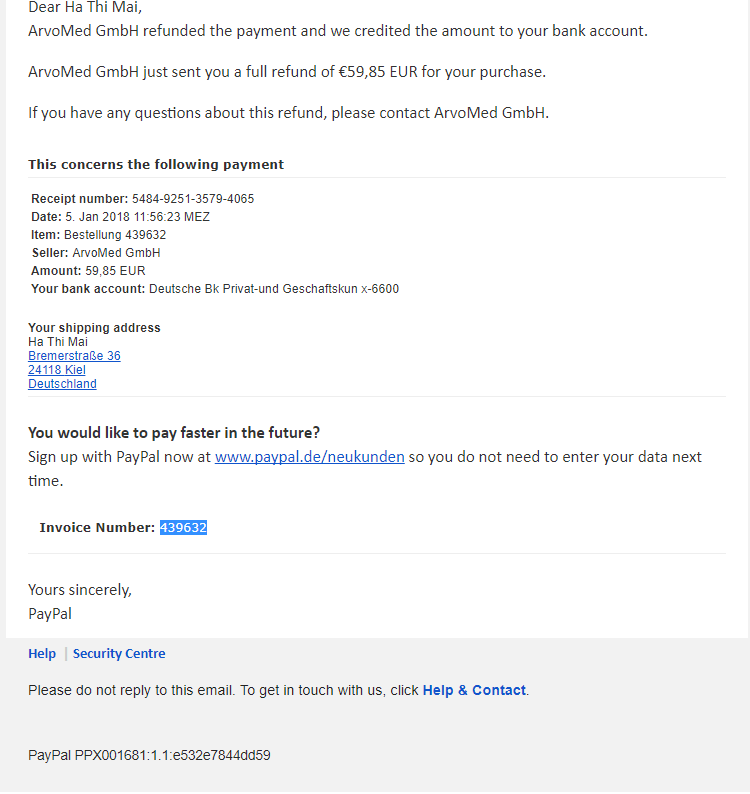 Dear Ha Thi Mai,
ArvoMed GmbH refunded the payment and we credited the amount to your bank account.
ArvoMed GmbH just sent you a full refund of €59,85 EUR for your purchase.
If you have any questions about this refund, please contact ArvoMed GmbH.
This concerns the following payment
Receipt number: 5484-9251-3579-4065
Date: 5. Jan 2018 11:56:23 MEZ
Item: Bestellung 439632
Seller: ArvoMed GmbH
Amount: 59,85 EUR
Your bank account: Deutsche Bk Privat-und Geschaftskun x-6600
Your shipping address
Ha Thi Mai
Bremerstraße 36
24118 Kiel
Deutschland
You would like to pay faster in the future?
Sign up with PayPal now at www.paypal.de/neukunden so you do not need to enter your data next
time.
Invoice Number: 439632
Yours sincerely,
PayPal
Help | Security Centre
Please do not reply to this email. To get in touch with us, click Help & Contact.
PayPal PPX001681:1.1:e532e7844dd59